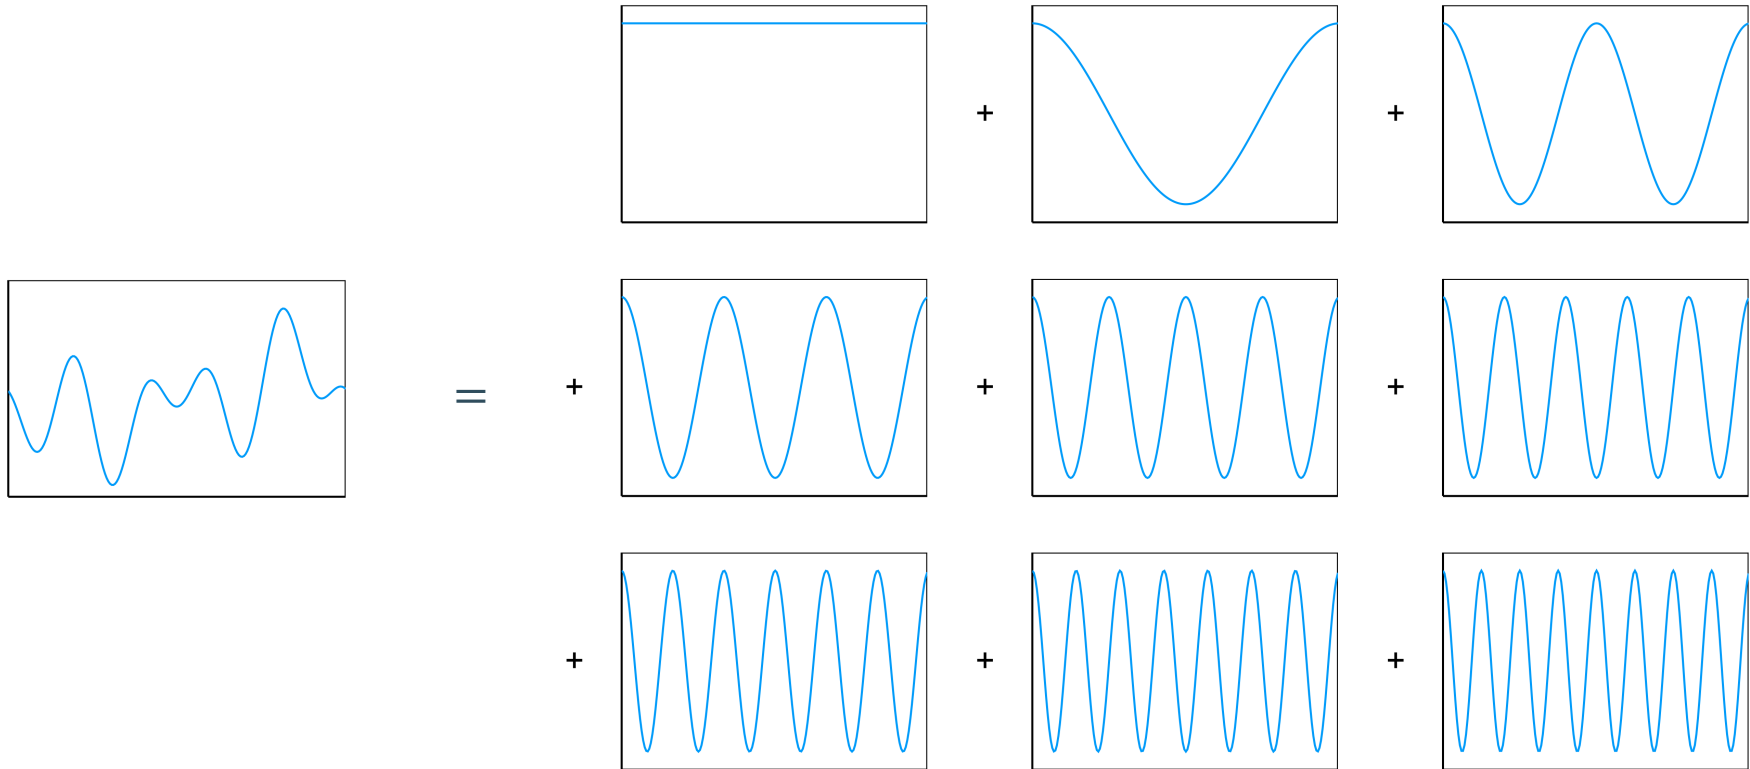 + +
= + + +
+ + +